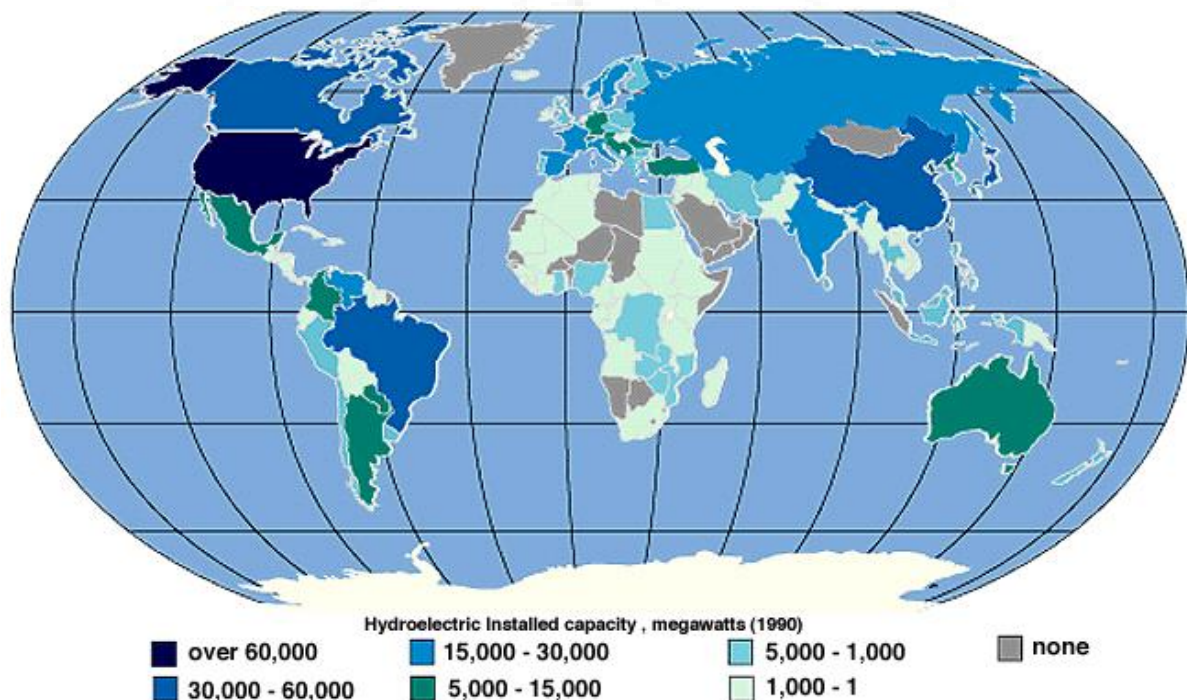 Hydroelectric Installed capacity , megawatts (1990)
over 60,000
15,000 - 30,000
5,000 - 1,000
none
30,000 - 60,000
5,000 - 15,000
1,000 - 1